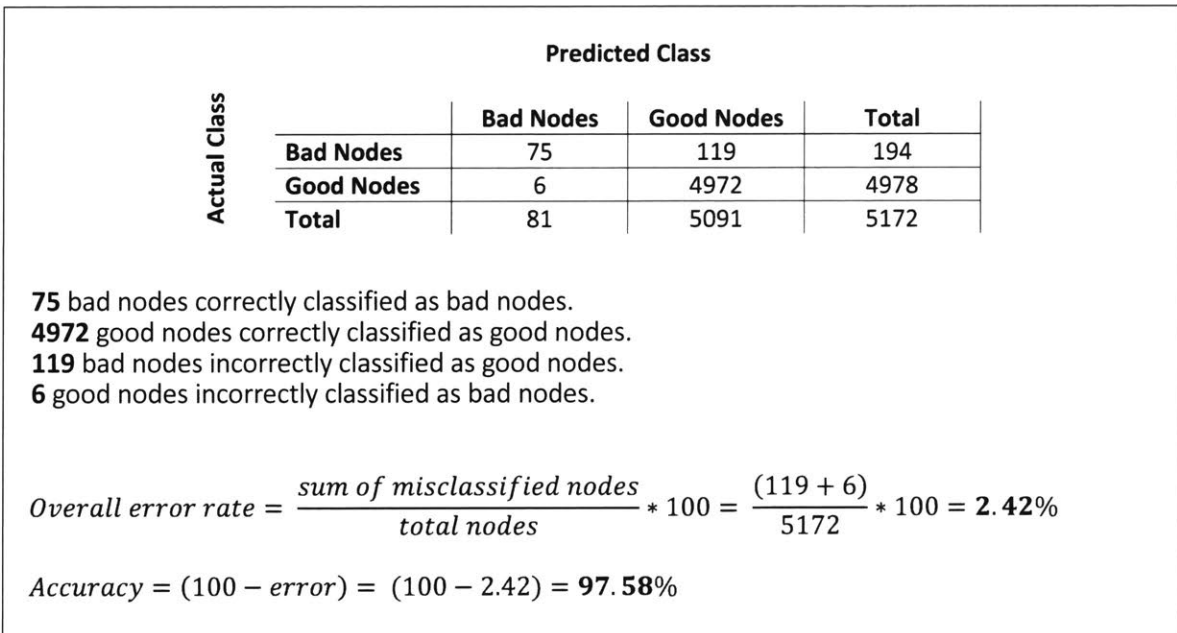 Predicted Class
Actual Class
Bad Nodes Good Nodes Total
Bad Nodes 75 119 194
Good Nodes 6 4972 4978
Total 81 5091 5172
75 bad nodes correctly classified as bad nodes.
4972 good nodes correctly classified as good nodes.
119 bad nodes incorrectly classified as good nodes.
6 good nodes incorrectly classified as bad nodes.
Overall error rate = sum of misclassified nodes / total nodes * 100 = (119 + 6) / 5172 * 100 = 2.42%
Accuracy = (100 − error) = (100 − 2.42) = 97.58%